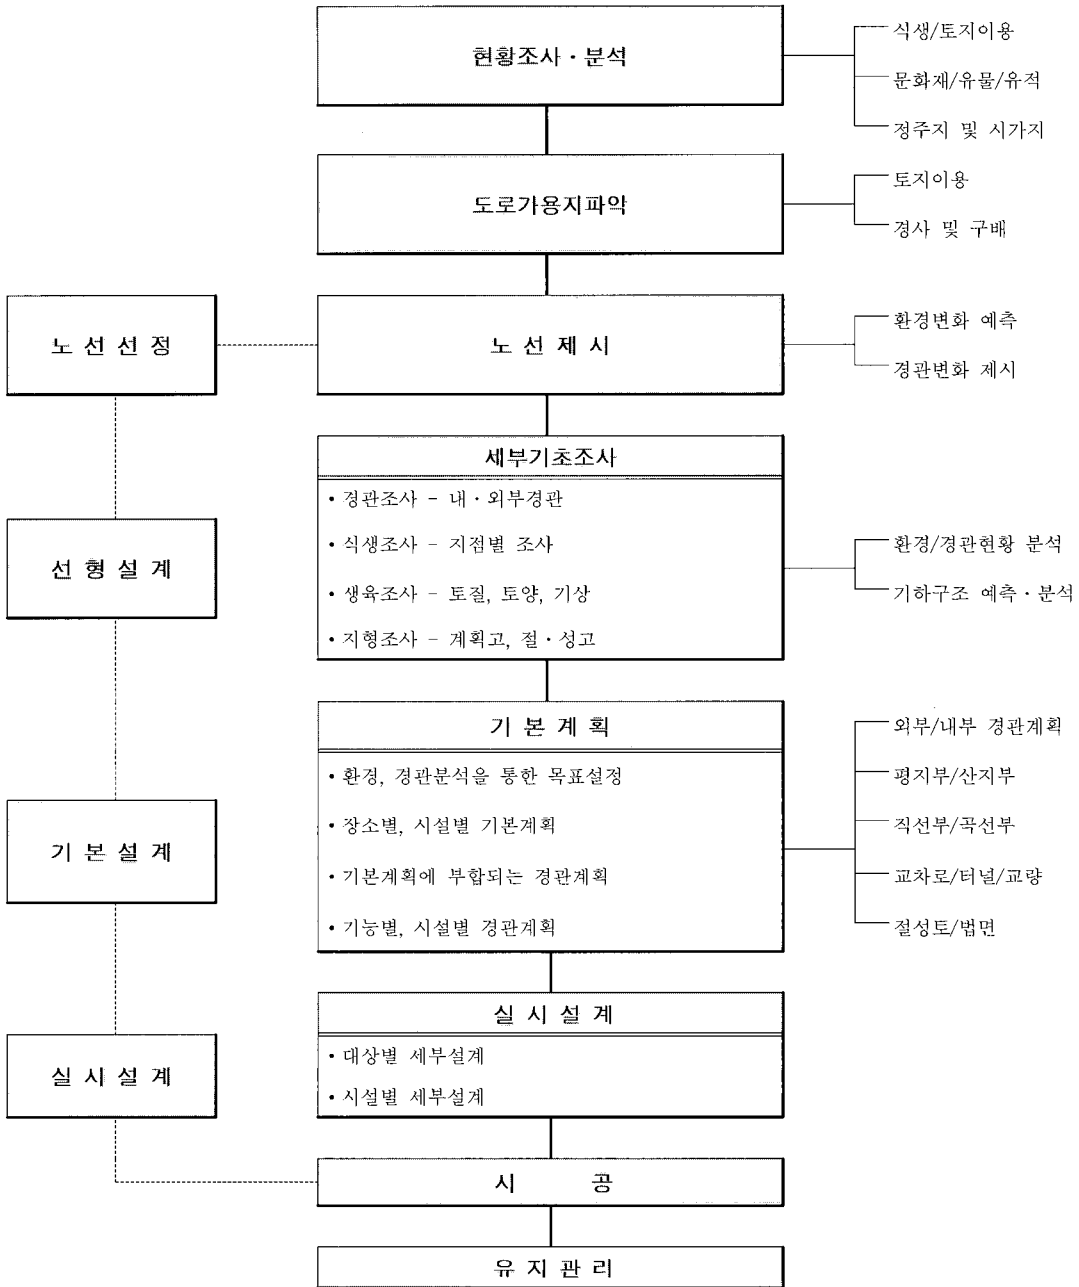 현황조사·분석
식생/토지이용
문화재/유물/유적
정주지 및 시가지
도로가용지파악
토지이용
경사 및 구배
노선선정
노선제시
환경변화 예측
경관변화 제시
세부기초조사
• 경관조사 - 내·외부경관
• 식생조사 - 지점별 조사
• 생육조사 - 토질, 토양, 기상
• 지형조사 - 계획고, 절·성고
선형설계
환경/경관현황 분석
기하구조 예측·분석
기본계획
• 환경, 경관분석을 통한 목표설정
• 장소별, 시설별 기본계획
• 기본계획에 부합되는 경관계획
• 기능별, 시설별 경관계획
기본설계
외부/내부 경관계획
평지부/산지부
직선부/곡선부
교차로/터널/교량
절성토/법면
실시설계
• 대상별 세부설계
• 시설별 세부설계
실시설계
시 공
유지관리